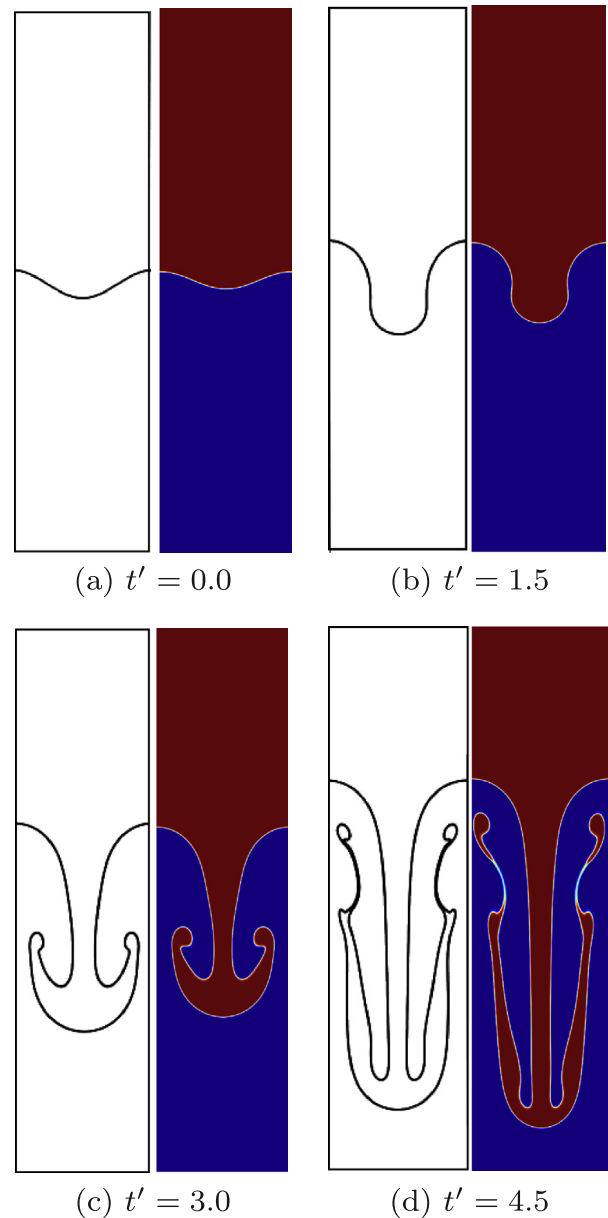 (a) t′ = 0.0
(b) t′ = 1.5
(c) t′ = 3.0
(d) t′ = 4.5